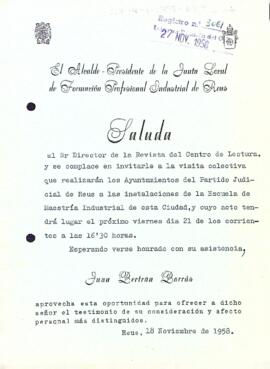 Registro n.º 3061
27 NOV. 1958
El Alcalde-Presidente de la Junta Local
de Formación Profesional Industrial de Reus
Saluda
al Sr Director de la Revista del Centro de Lectura,
y se complace en invitarle a la visita colectiva
que realizarán los Ayuntamientos del Partido Judi-
cial de Reus a las instalaciones de la Escuela de
Maestría Industrial de esta Ciudad, y cuyo acto ten-
drá lugar el próximo viernes día 21 de los corrien-
tes a las 16'30 horas.
Esperando verse honrado con su asistencia,
Juan Bertran Borrás
aprovecha esta oportunidad para ofrecer a dicho
señor el testimonio de su consideración y afecto
personal más distinguidos.
Reus, 18 Noviembre de 1958.